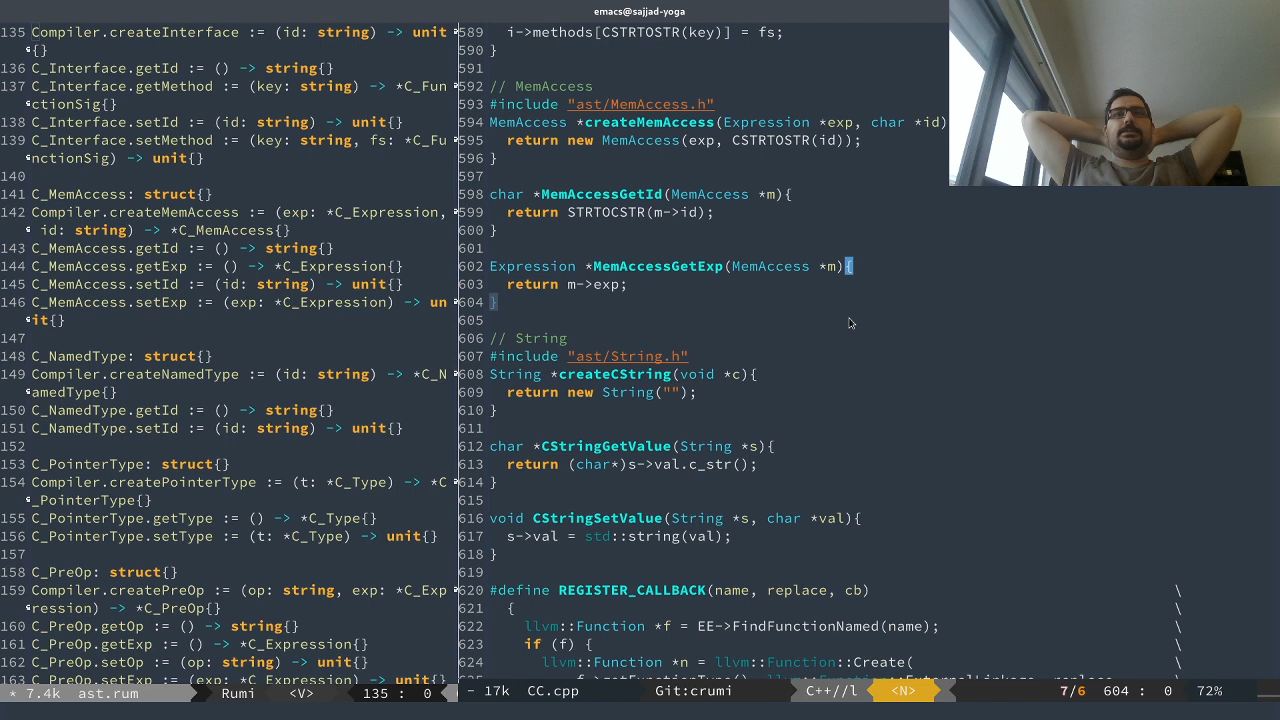 emacs@sajjad-yoga
135 Compiler.createInterface := (id: string) -> unit
{}
136 C_Interface.getId := () -> string{}
137 C_Interface.getMethod := (key: string) -> *C_Fun
ctionSig{}
138 C_Interface.setId := (id: string) -> unit{}
139 C_Interface.setMethod := (key: string, fs: *C_Fu
nctionSig) -> unit{}
140
141 C_MemAccess: struct{}
142 Compiler.createMemAccess := (exp: *C_Expression,
id: string) -> *C_MemAccess{}
143 C_MemAccess.getId := () -> string{}
144 C_MemAccess.getExp := () -> *C_Expression{}
145 C_MemAccess.setId := (id: string) -> unit{}
146 C_MemAccess.setExp := (exp: *C_Expression) -> un
it{}
147
148 C_NamedType: struct{}
149 Compiler.createNamedType := (id: string) -> *C_N
amedType{}
150 C_NamedType.getId := () -> string{}
151 C_NamedType.setId := (id: string) -> unit{}
152
153 C_PointerType: struct{}
154 Compiler.createPointerType := (t: *C_Type) -> *C
_PointerType{}
155 C_PointerType.getType := () -> *C_Type{}
156 C_PointerType.setType := (t: *C_Type) -> unit{}
157
158 C_PreOp: struct{}
159 Compiler.createPreOp := (op: string, exp: *C_Exp
ression) -> *C_PreOp{}
160 C_PreOp.getOp := () -> string{}
161 C_PreOp.getExp := () -> *C_Expression{}
162 C_PreOp.setOp := (op: string) -> unit{}
163 C_PreOp.setExp := (exp: *C_Expression) -> unit{}
* 7.4k ast.rum Rumi <V> 135 : 0
589 i->methods[CSTRTOSTR(key)] = fs;
590 }
591
592 // MemAccess
593 #include "ast/MemAccess.h"
594 MemAccess *createMemAccess(Expression *exp, char *id)
595 return new MemAccess(exp, CSTRTOSTR(id));
596 }
597
598 char *MemAccessGetId(MemAccess *m){
599 return STRTOCSTR(m->id);
600 }
601
602 Expression *MemAccessGetExp(MemAccess *m){
603 return m->exp;
604 }
605
606 // String
607 #include "ast/String.h"
608 String *createCString(void *c){
609 return new String("");
610 }
611
612 char *CStringGetValue(String *s){
613 return (char*)s->val.c_str();
614 }
615
616 void CStringSetValue(String *s, char *val){
617 s->val = std::string(val);
618 }
619
620 #define REGISTER_CALLBACK(name, replace, cb) \
621 { \
622 llvm::Function *f = EE->FindFunctionNamed(name); \
623 if (f) { \
624 llvm::Function *n = llvm::Function::Create( \
- 17k CC.cpp Git:crumi C++//l <N> 7/6 604 : 0 72%